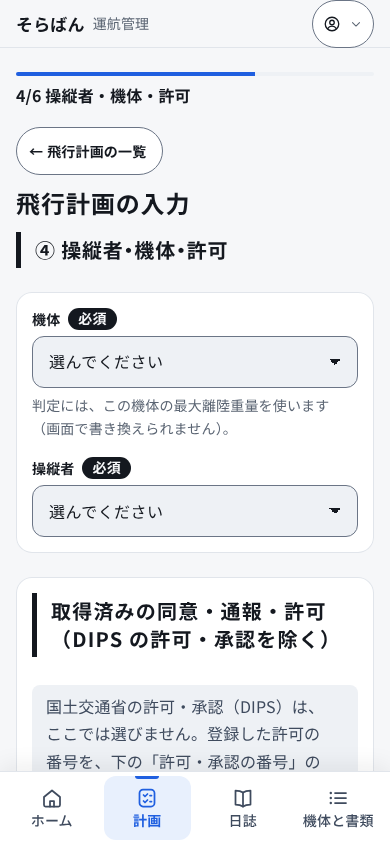 そらばん 運航管理
4/6 操縦者・機体・許可
← 飛行計画の一覧
飛行計画の入力
④ 操縦者・機体・許可
機体 必須
選んでください
判定には、この機体の最大離陸重量を使います
（画面で書き換えられません）。
操縦者 必須
選んでください
取得済みの同意・通報・許可
（DIPS の許可・承認を除く）
国土交通省の許可・承認（DIPS）は、
ここでは選びません。登録した許可の
番号を、下の「許可・承認の番号」の
ホーム 計画 日誌 機体と書類